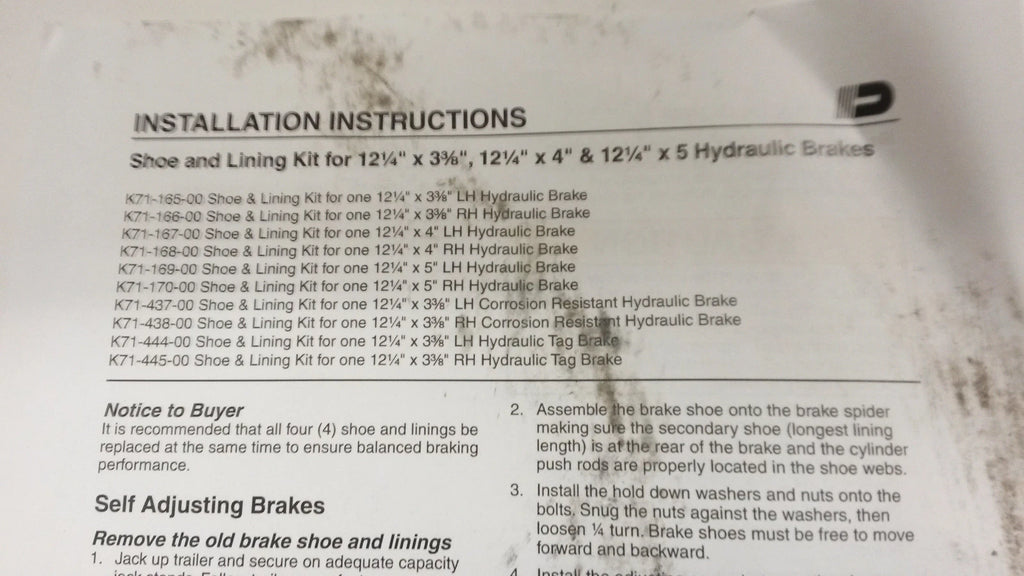 INSTALLATION INSTRUCTIONS
Shoe and Lining Kit for 12¼" x 3⅜", 12¼" x 4" & 12¼" x 5 Hydraulic Brakes
K71-165-00 Shoe & Lining Kit for one 12¼" x 3⅜" LH Hydraulic Brake
K71-166-00 Shoe & Lining Kit for one 12¼" x 3⅜" RH Hydraulic Brake
K71-167-00 Shoe & Lining Kit for one 12¼" x 4" LH Hydraulic Brake
K71-168-00 Shoe & Lining Kit for one 12¼" x 4" RH Hydraulic Brake
K71-169-00 Shoe & Lining Kit for one 12¼" x 5" LH Hydraulic Brake
K71-170-00 Shoe & Lining Kit for one 12¼" x 5" RH Hydraulic Brake
K71-437-00 Shoe & Lining Kit for one 12¼" x 3⅜" LH Corrosion Resistant Hydraulic Brake
K71-438-00 Shoe & Lining Kit for one 12¼" x 3⅜" RH Corrosion Resistant Hydraulic Brake
K71-444-00 Shoe & Lining Kit for one 12¼" x 3⅜" LH Hydraulic Tag Brake
K71-445-00 Shoe & Lining Kit for one 12¼" x 3⅜" RH Hydraulic Tag Brake
Notice to Buyer
It is recommended that all four (4) shoe and linings be
replaced at the same time to ensure balanced braking
performance.
Self Adjusting Brakes
Remove the old brake shoe and linings
1. Jack up trailer and secure on adequate capacity
2. Assemble the brake shoe onto the brake spider
making sure the secondary shoe (longest lining
length) is at the rear of the brake and the cylinder
push rods are properly located in the shoe webs.
3. Install the hold down washers and nuts onto the
bolts. Snug the nuts against the washers, then
loosen ¼ turn. Brake shoes must be free to move
forward and backward.
4. Install the